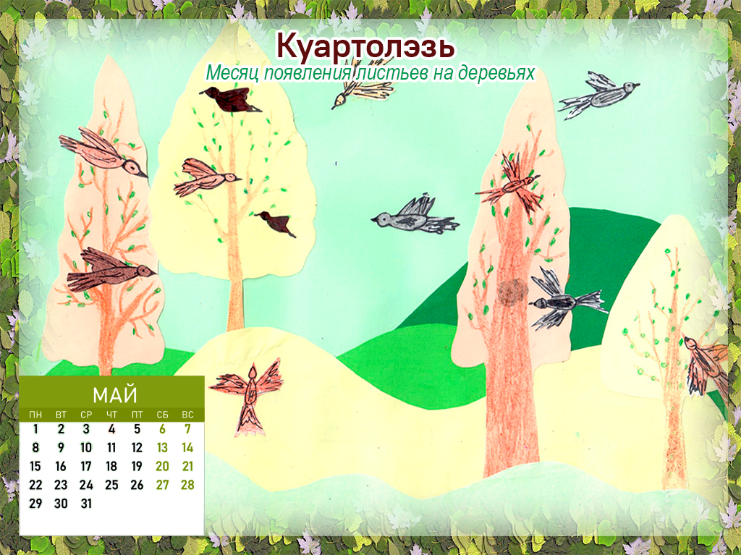 Куартолэзь
Месяц появления листьев на деревьях
МАЙ
ПН ВТ СР ЧТ ПТ СБ ВС
1 2 3 4 5 6 7
8 9 10 11 12 13 14
15 16 17 18 19 20 21
22 23 24 25 26 27 28
29 30 31